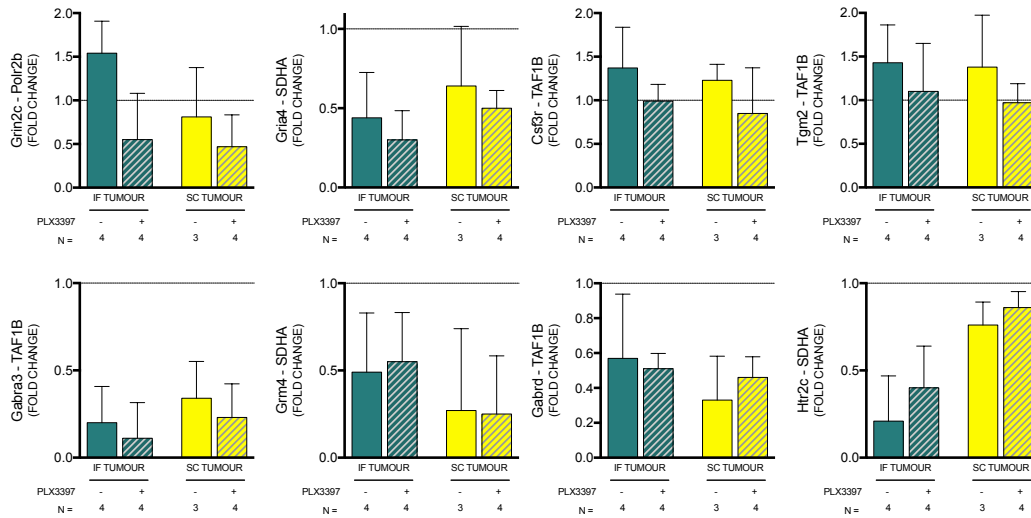 Grin2c - Polr2b
(FOLD CHANGE)
2.0
1.5
1.0
0.5
0.0
IF TUMOUR SC TUMOUR
PLX3397 - + - +
N = 4 4 3 4
Gria4 - SDHA
(FOLD CHANGE)
1.0
0.5
0.0
IF TUMOUR SC TUMOUR
- + - +
4 4 3 4
Csf3r - TAF1B
(FOLD CHANGE)
2.0
1.5
1.0
0.5
0.0
IF TUMOUR SC TUMOUR
PLX3397 - + - +
N = 4 4 3 4
Tgm2 - TAF1B
(FOLD CHANGE)
2.0
1.5
1.0
0.5
0.0
IF TUMOUR SC TUMOUR
PLX3397 - + - +
N = 4 4 3 4
Gabra3 - TAF1B
(FOLD CHANGE)
1.0
0.5
0.0
IF TUMOUR SC TUMOUR
PLX3397 - + - +
N = 4 4 3 4
Grm4 - SDHA
(FOLD CHANGE)
1.0
0.5
0.0
IF TUMOUR SC TUMOUR
PLX3397 - + - +
N = 4 4 3 4
Gabrd - TAF1B
(FOLD CHANGE)
1.0
0.8
0.6
0.4
0.2
0.0
IF TUMOUR SC TUMOUR
PLX3397 - + - +
N = 4 4 3 4
Htr2c - SDHA
(FOLD CHANGE)
1.0
0.5
0.0
IF TUMOUR SC TUMOUR
PLX3397 - + - +
N = 4 4 3 4